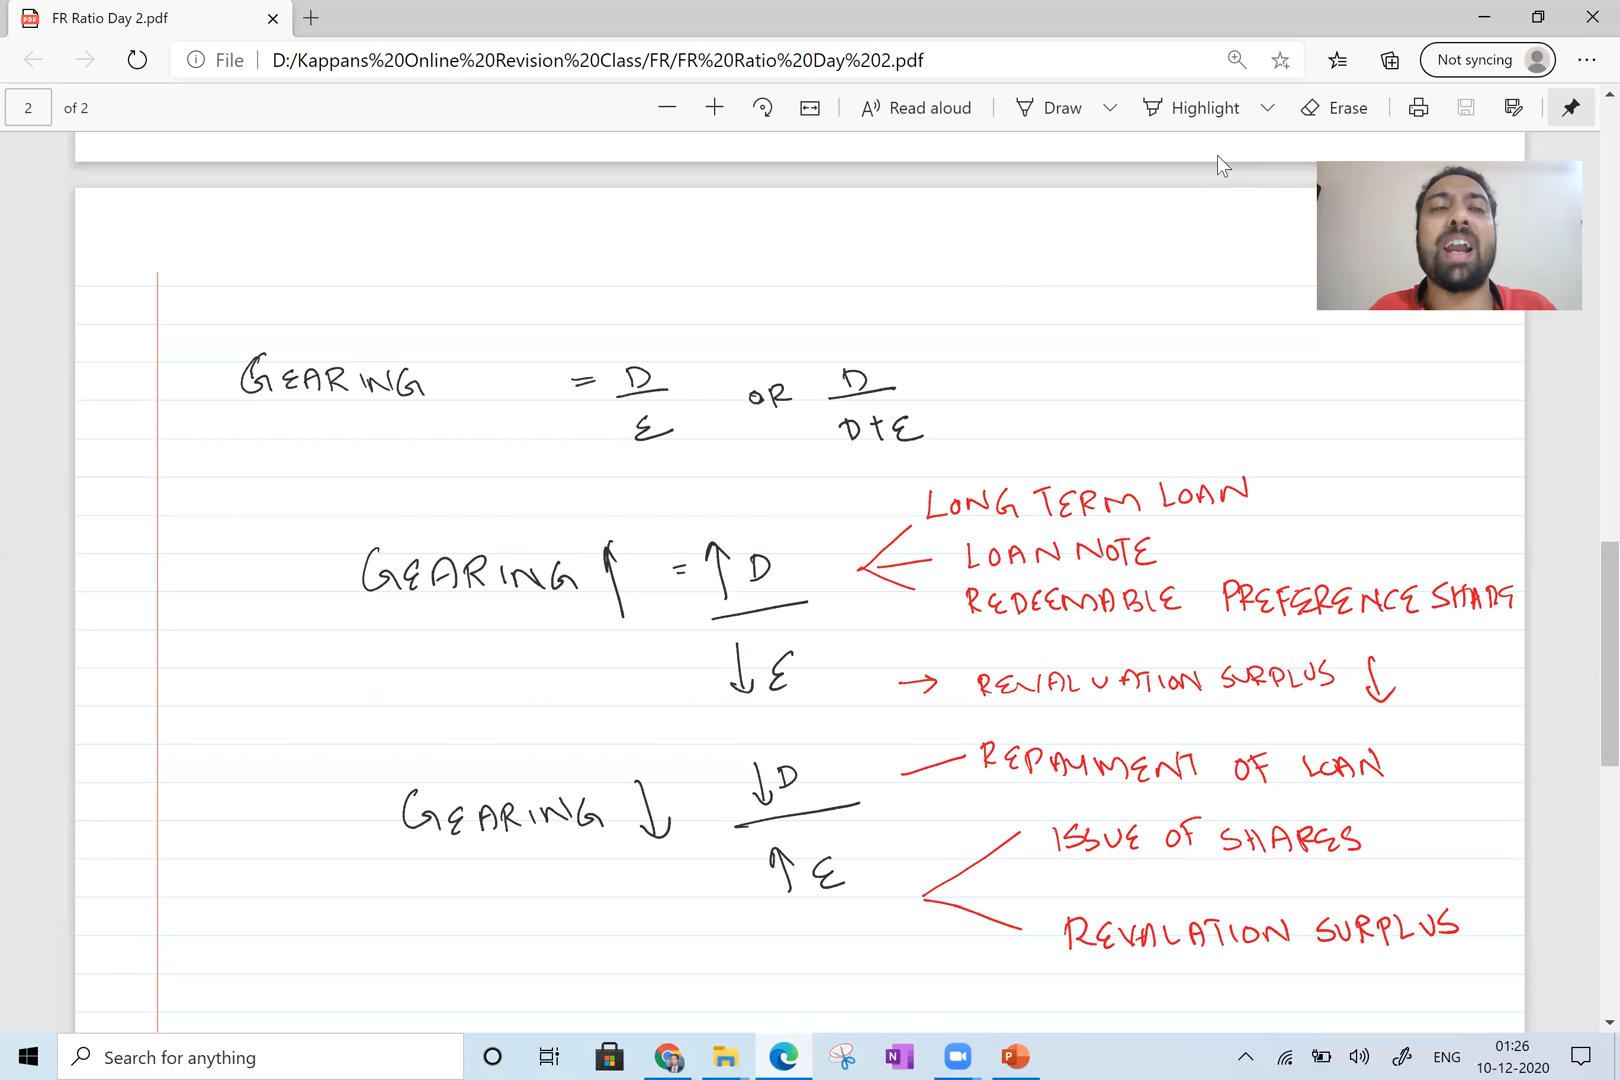 FR Ratio Day 2.pdf
File D:/Kappans%20Online%20Revision%20Class/FR/FR%20Ratio%20Day%202.pdf Not syncing
2 of 2 Read aloud Draw Highlight Erase
GEARING = D/E OR D/D+E
LONG TERM LOAN
GEARING ↑ = ↑ D LOAN NOTE
REDEEMABLE PREFERENCE SHARE
↓ E → REVALUATION SURPLUS ↓
↓ D REPAYMENT OF LOAN
GEARING ↓ ISSUE OF SHARES
↑ E
REVALATION SURPLUS
Search for anything ENG 01:26
10-12-2020